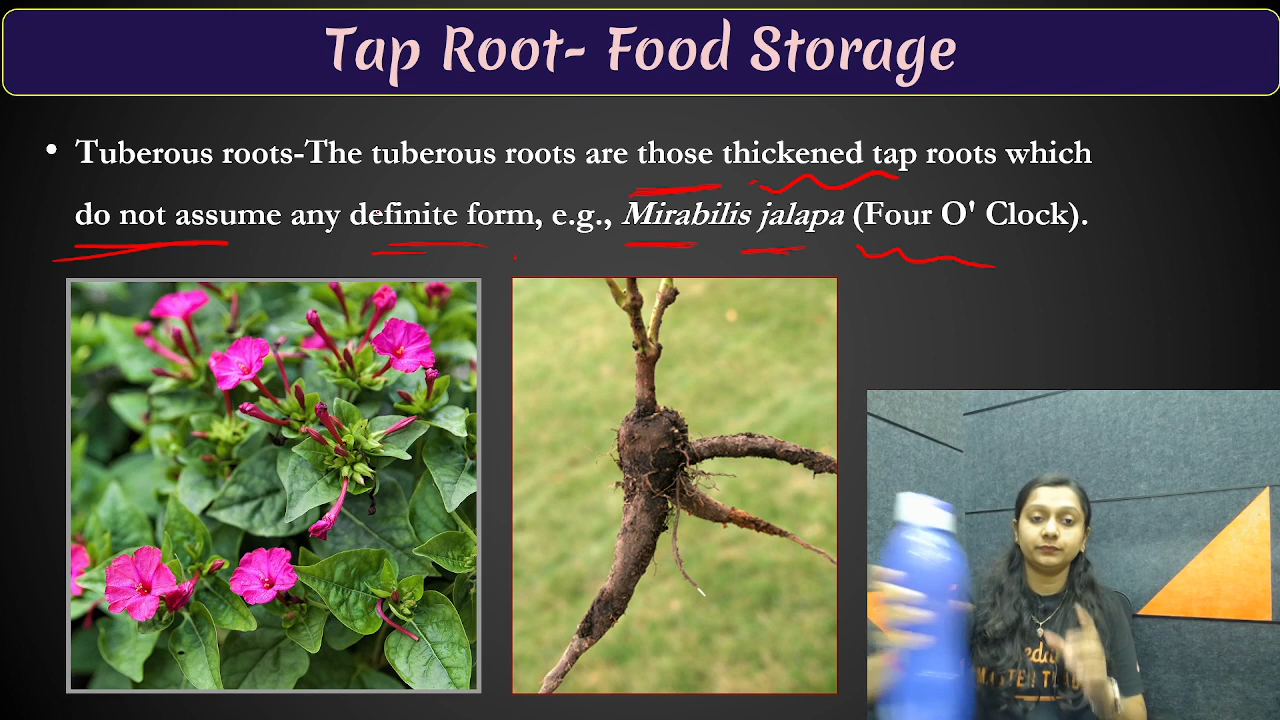 Tap Root- Food Storage
• Tuberous roots-The tuberous roots are those thickened tap roots which
do not assume any definite form, e.g., Mirabilis jalapa (Four O' Clock).